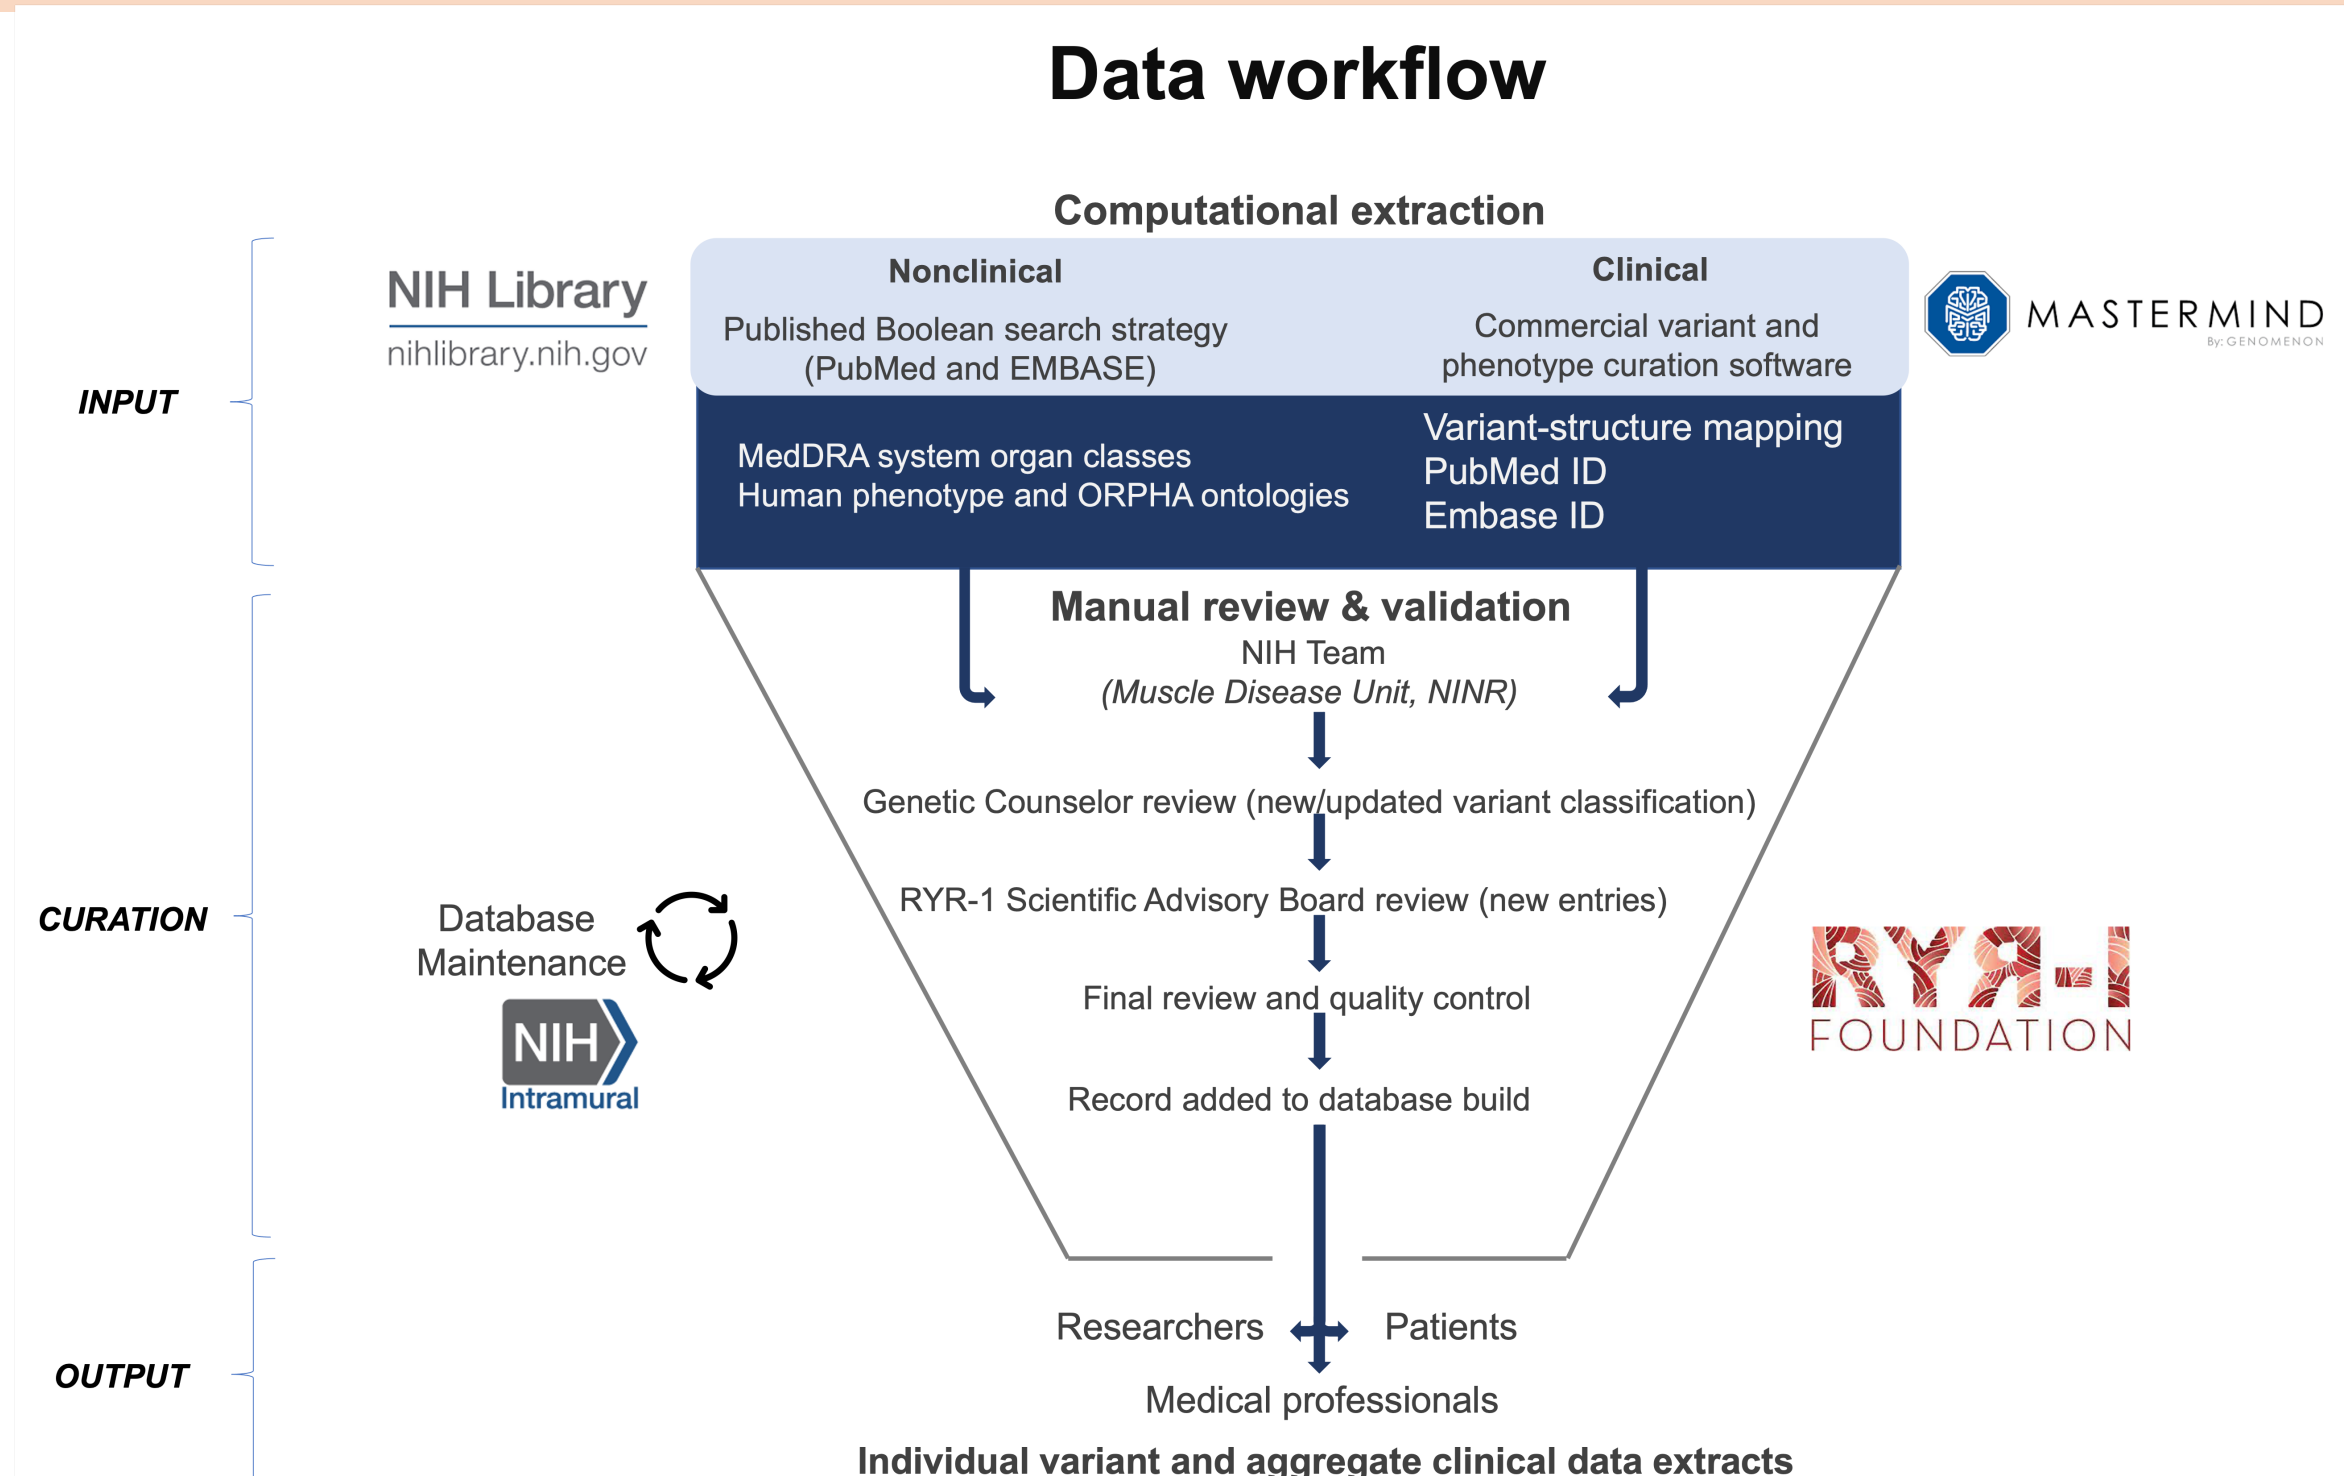 Data workflow
Computational extraction
NIH Library
nihlibrary.nih.gov
Nonclinical
Published Boolean search strategy
(PubMed and EMBASE)
Clinical
Commercial variant and
phenotype curation software
MASTERMIND
By: GENOMENON
INPUT
MedDRA system organ classes
Human phenotype and ORPHA ontologies
Variant-structure mapping
PubMed ID
Embase ID
Manual review & validation
NIH Team
(Muscle Disease Unit, NINR)
Genetic Counselor review (new/updated variant classification)
RYR-1 Scientific Advisory Board review (new entries)
CURATION
Database
Maintenance
NIH
Intramural
RYR-1
FOUNDATION
Final review and quality control
Record added to database build
OUTPUT
Researchers
Patients
Medical professionals
Individual variant and aggregate clinical data extracts